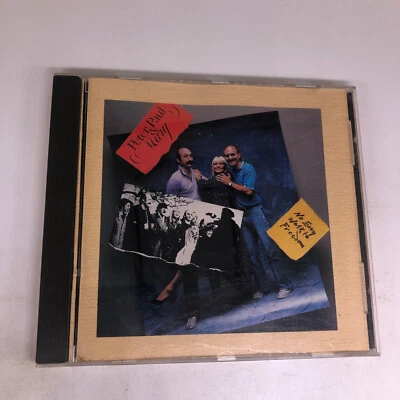 Peter, Paul
& Mary
No Easy
Walk to
Freedom